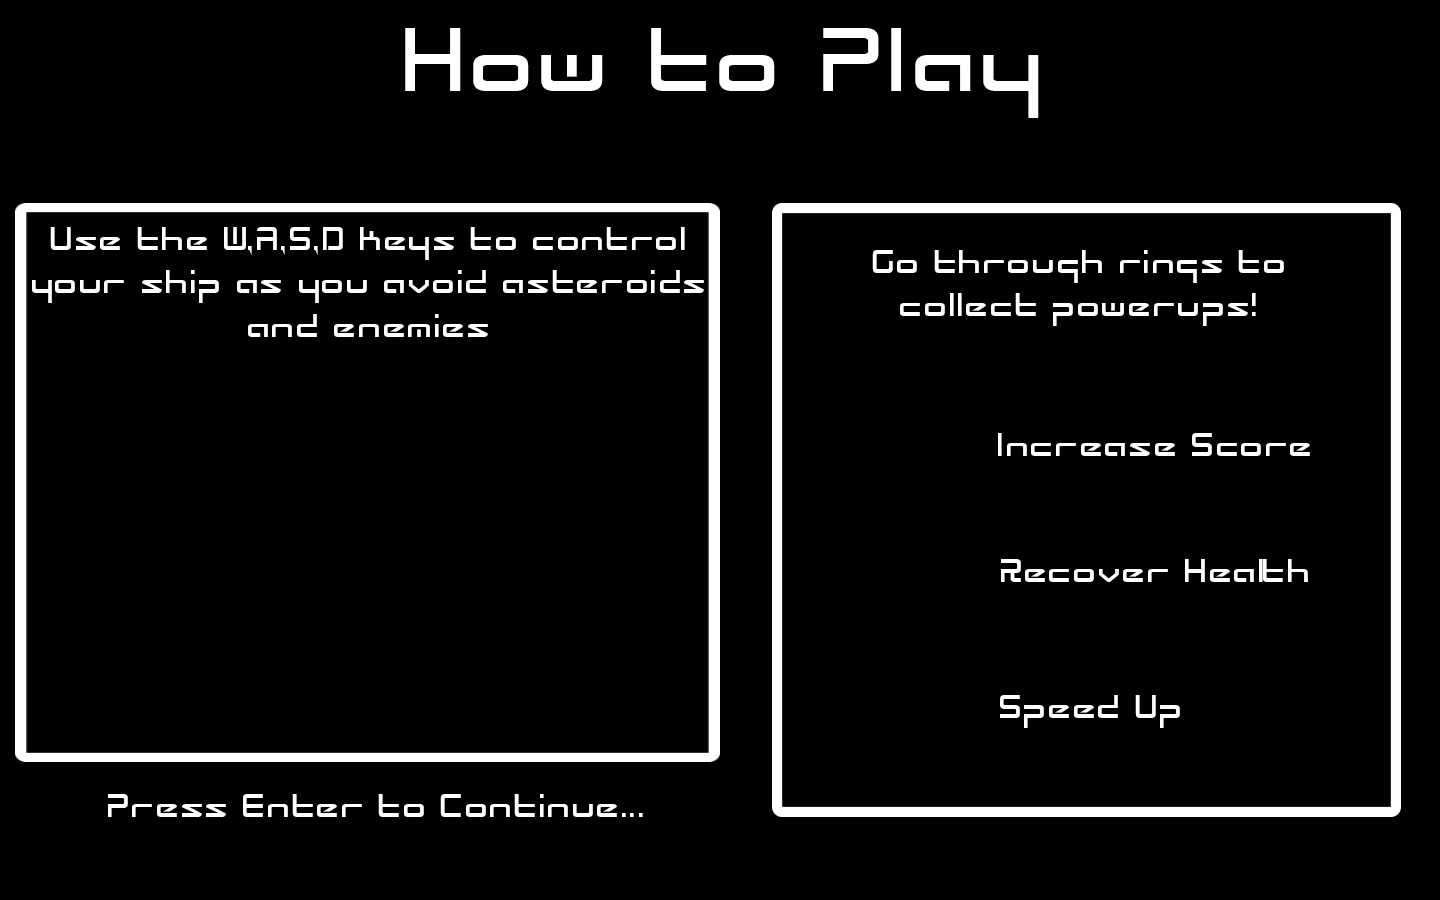 How to Play
Use the W,A,S,D keys to control
your ship as you avoid asteroids
and enemies
Go through rings to
collect powerups!
Increase Score
Recover Health
Speed Up
Press Enter to Continue...